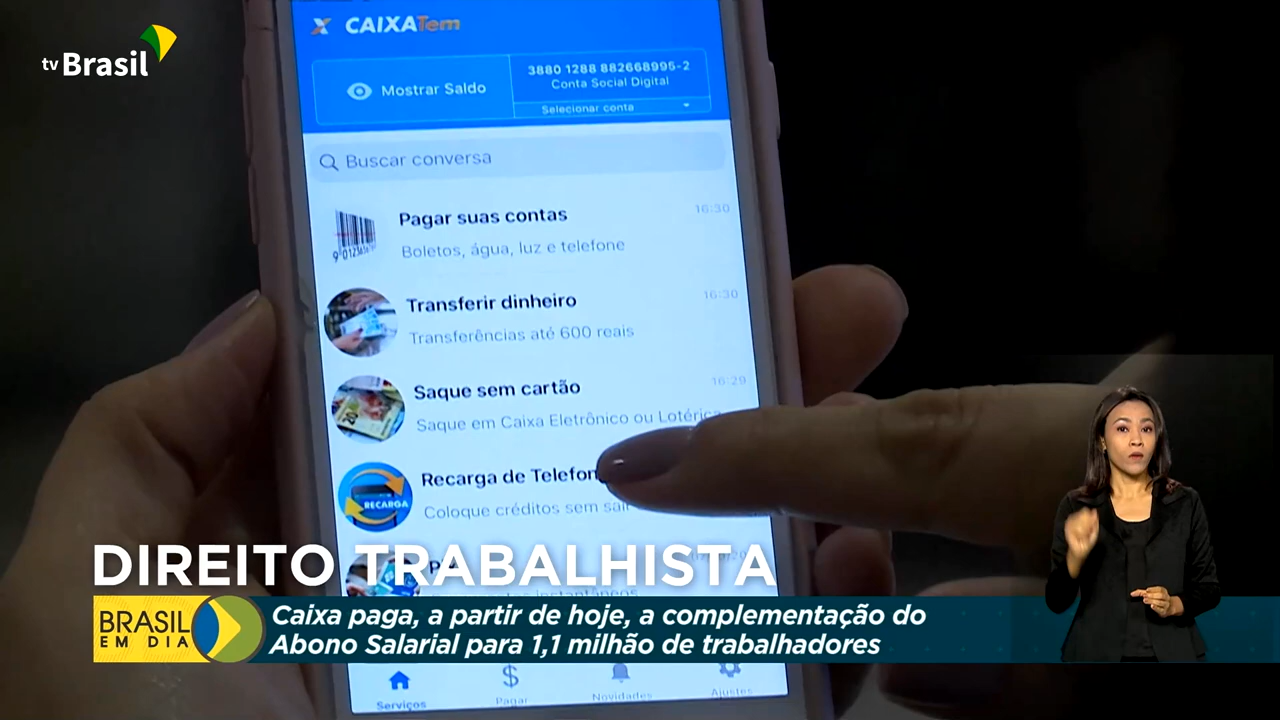 tv Brasil
CAIXATem
Mostrar Saldo
3880 1288 882668995-2
Conta Social Digital
Selecionar conta
Buscar conversa
Pagar suas contas
16:30
Boletos, água, luz e telefone
Transferir dinheiro
16:30
Transferências até 600 reais
Saque sem cartão
16:29
Saque em Caixa Eletrônico ou Lotérica
RECARGA
Recarga de Telefon
Coloque créditos sem sair
DIREITO TRABALHISTA
BRASIL
EM DIA
Caixa paga, a partir de hoje, a complementação do
Abono Salarial para 1,1 milhão de trabalhadores
Serviços
Pagar
Novidades
Ajustes